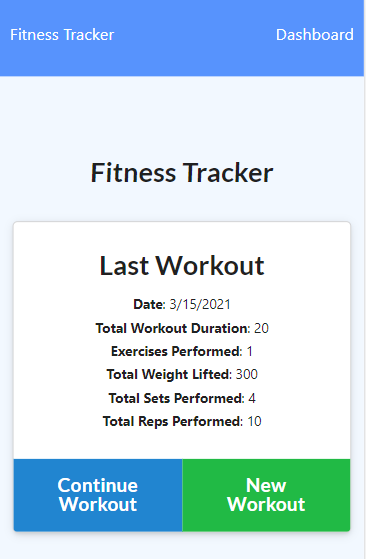 Fitness Tracker Dashboard
Fitness Tracker
Last Workout
Date: 3/15/2021
Total Workout Duration: 20
Exercises Performed: 1
Total Weight Lifted: 300
Total Sets Performed: 4
Total Reps Performed: 10
Continue
Workout
New
Workout